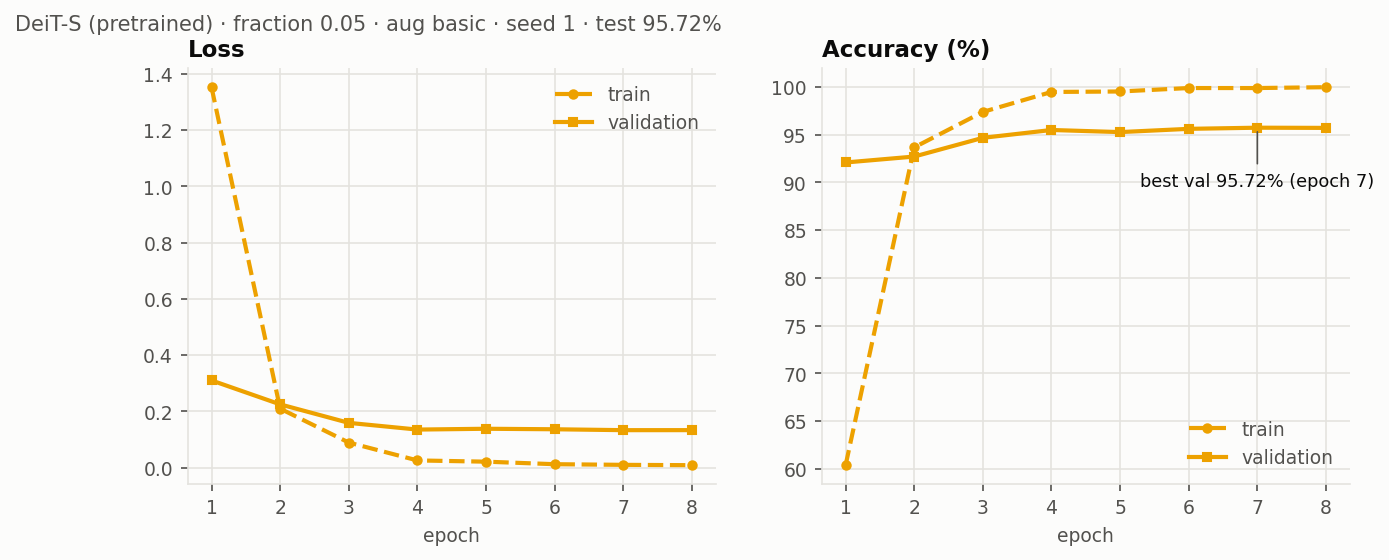 DeiT-S (pretrained) · fraction 0.05 · aug basic · seed 1 · test 95.72%
Loss
1.4
1.2
1.0
0.8
0.6
0.4
0.2
0.0
train
validation
1 2 3 4 5 6 7 8
epoch
Accuracy (%)
100
95
90
85
80
75
70
65
60
best val 95.72% (epoch 7)
train
validation
1 2 3 4 5 6 7 8
epoch